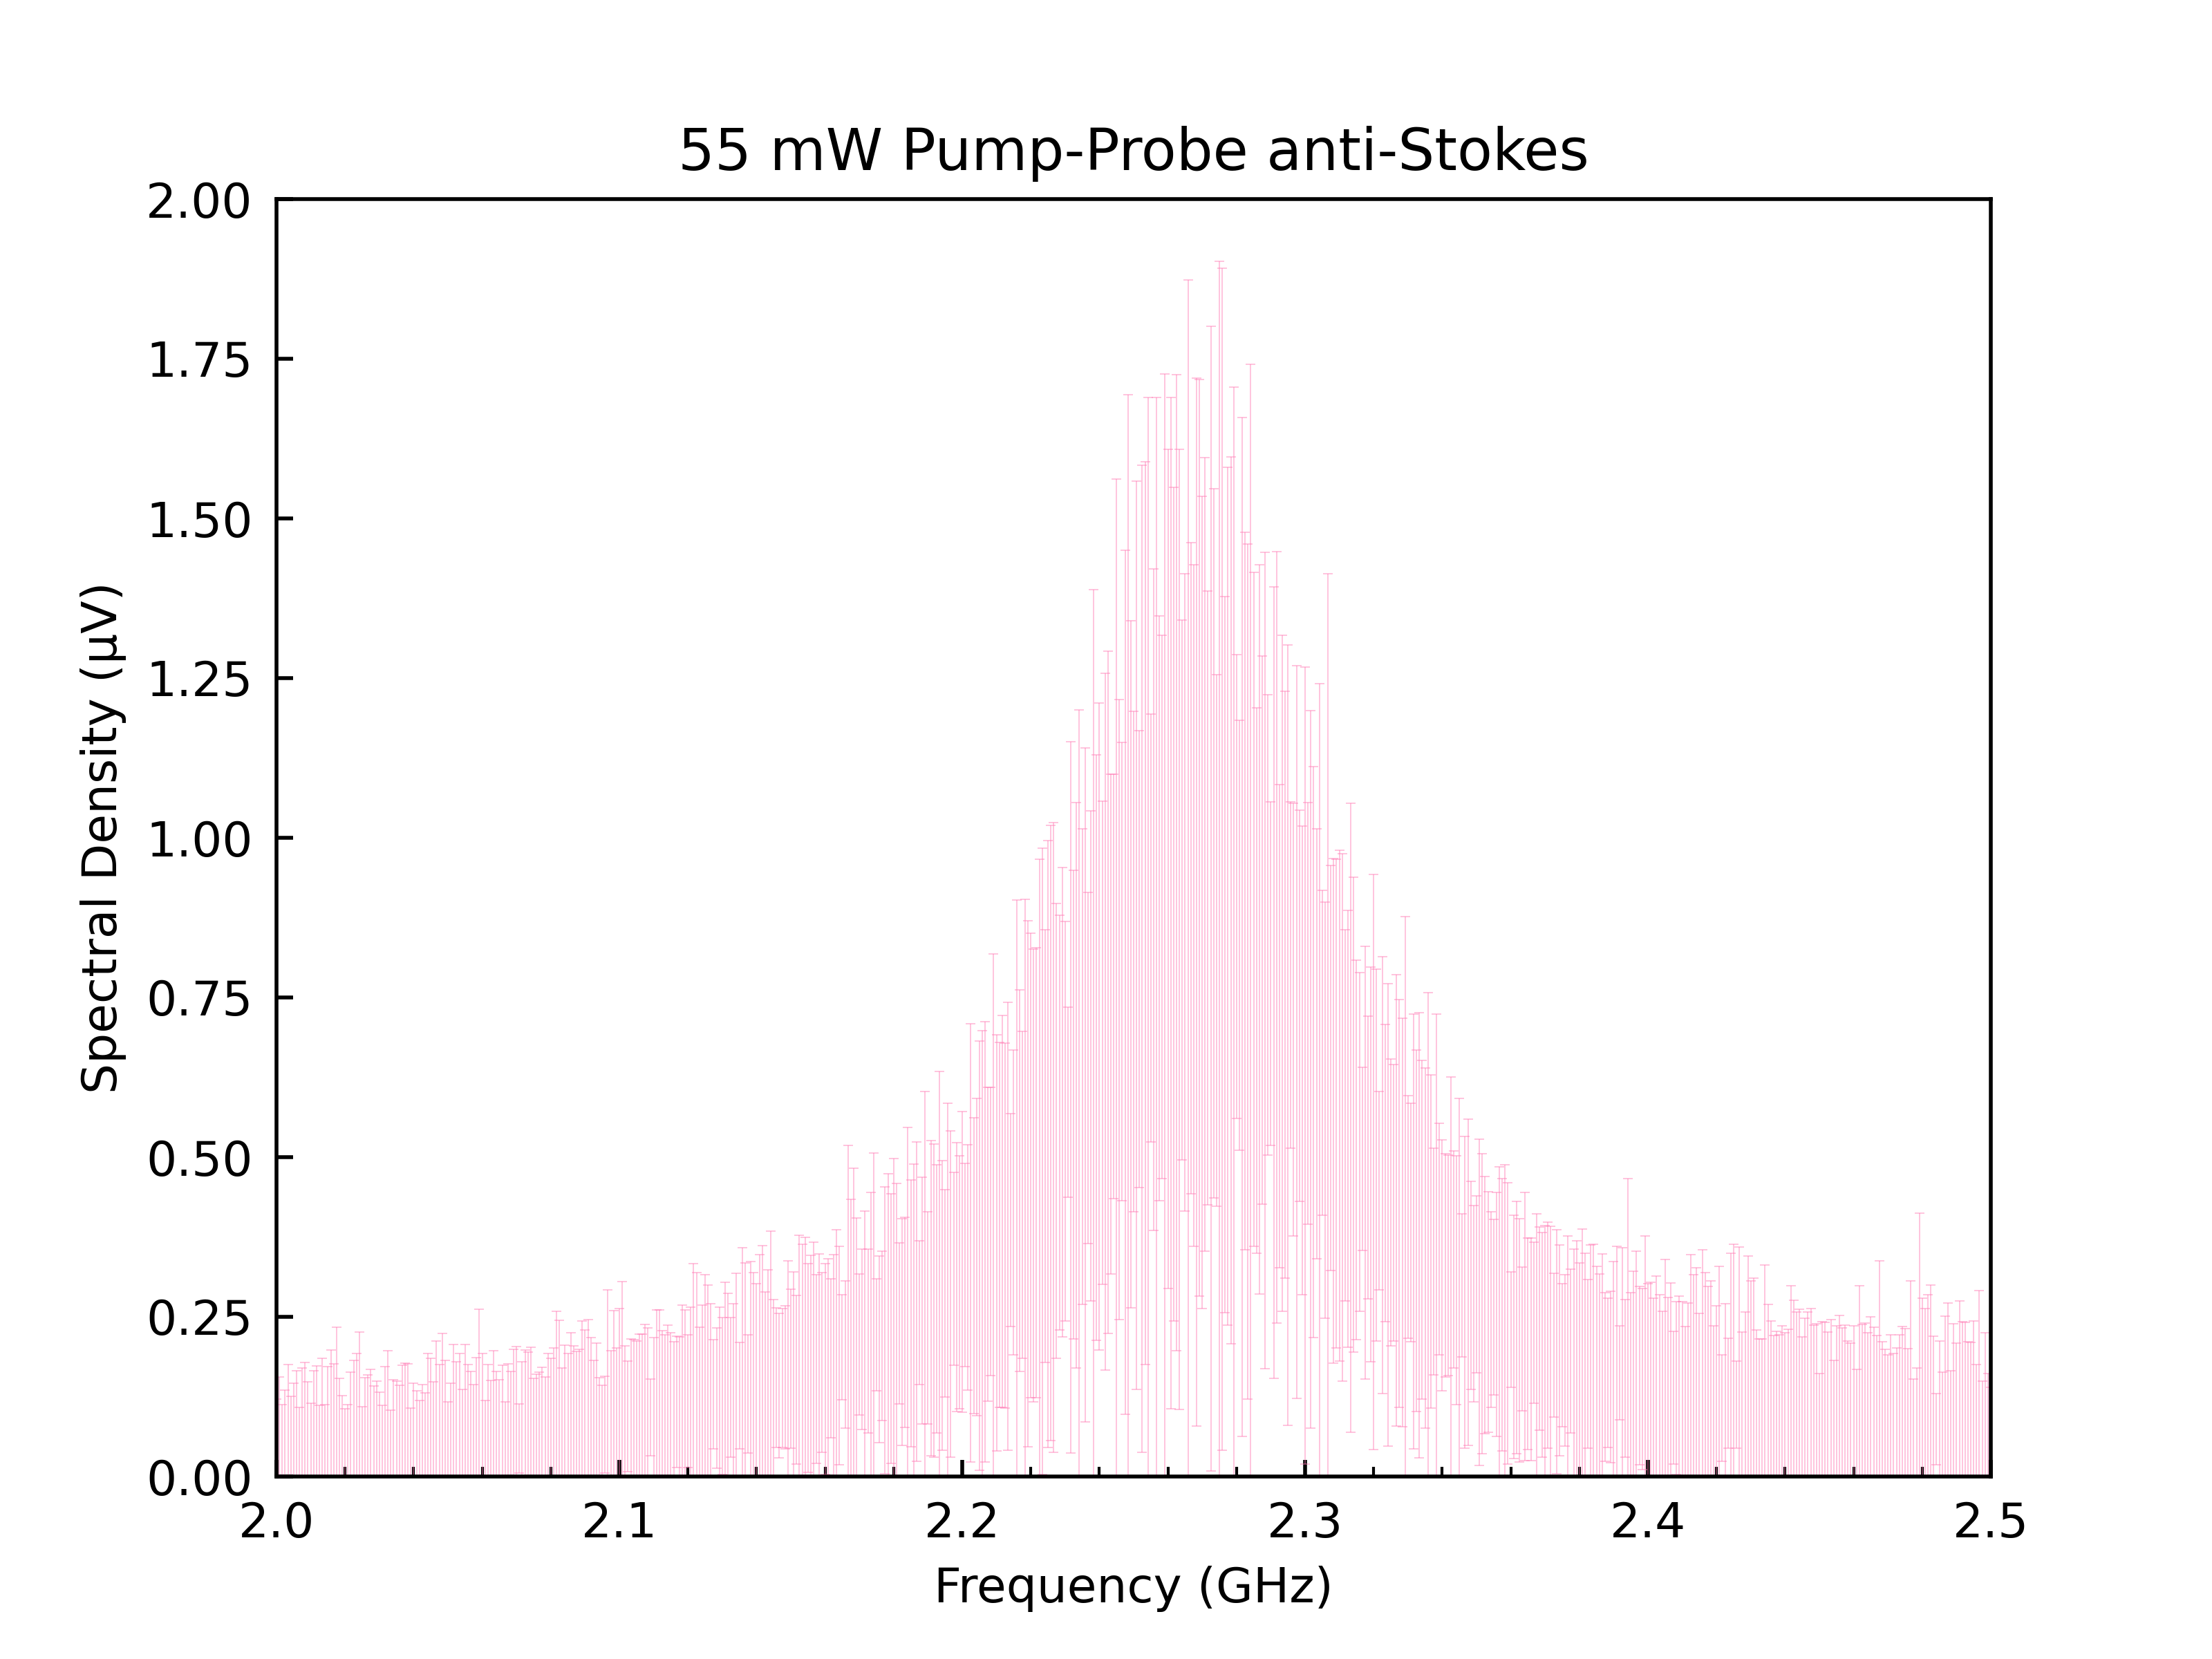 55 mW Pump-Probe anti-Stokes
2.00
1.75
1.50
1.25
1.00
0.75
0.50
0.25
0.00
Spectral Density (µV)
2.0 2.1 2.2 2.3 2.4 2.5
Frequency (GHz)